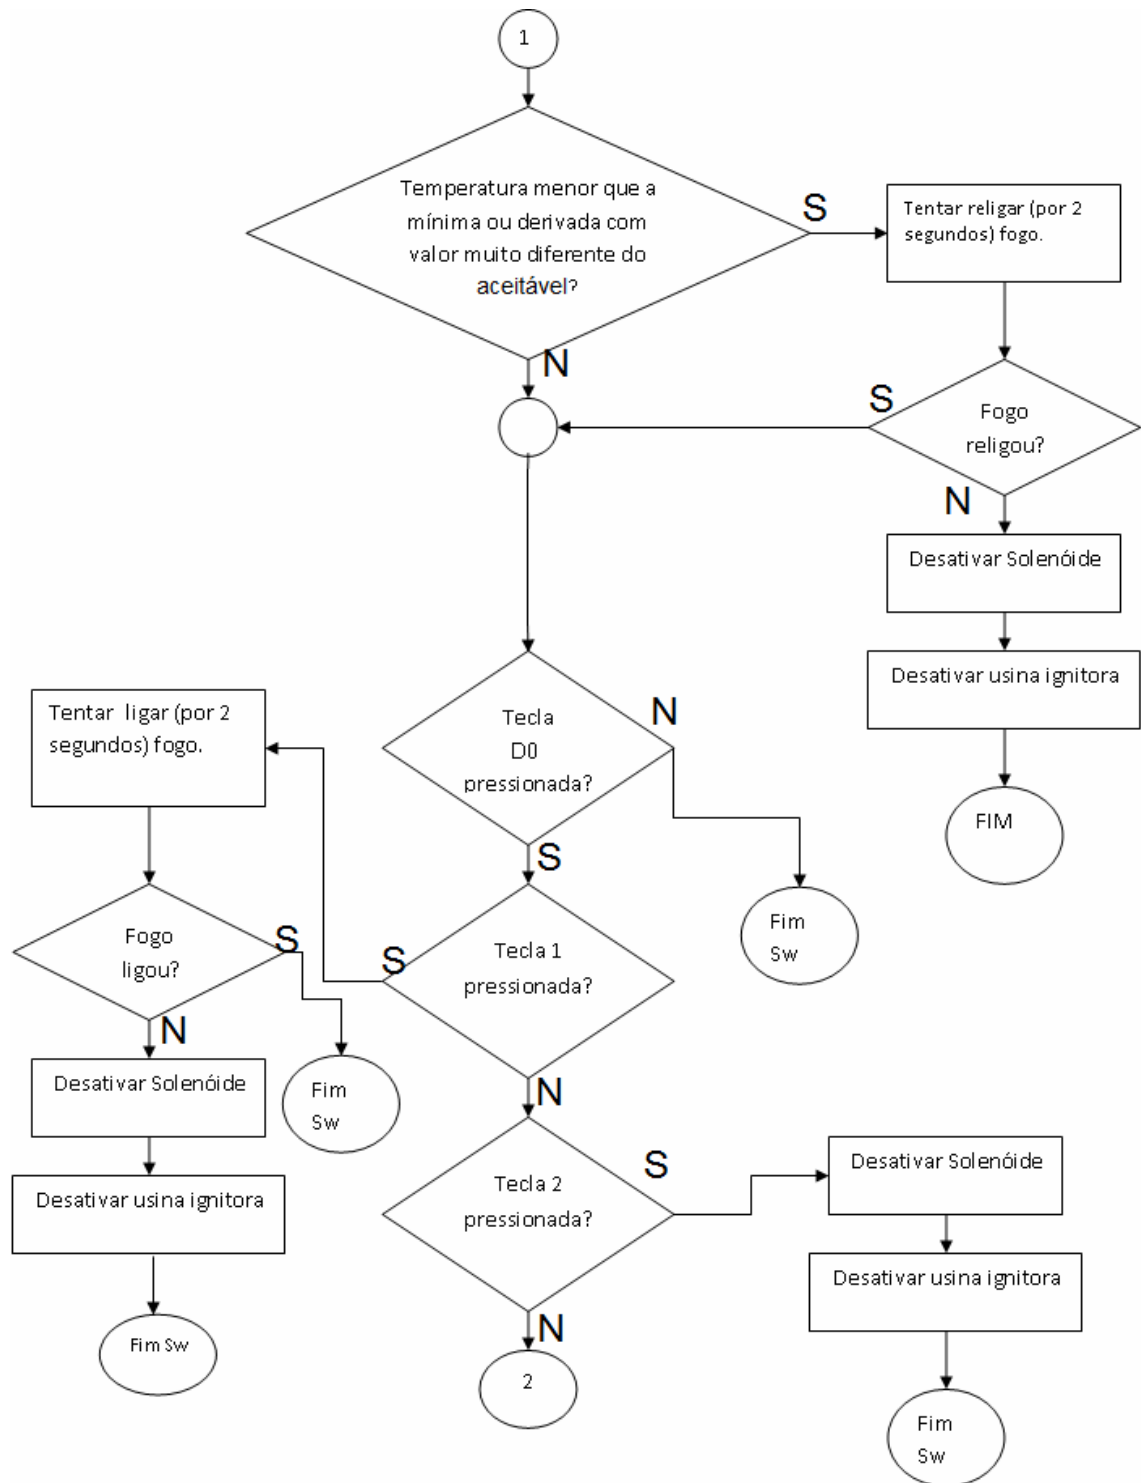 1
Temperatura menor que a
mínima ou derivada com
valor muito diferente do
aceitável?
S
Tentar religar (por 2
segundos) fogo.
N
S
Fogo
religou?
N
Desativar Solenóide
Desativar usina ignitora
FIM
Tecla
D0
pressionada?
N
S
Fim
Sw
Tentar ligar (por 2
segundos) fogo.
Fogo
ligou?
S
N
Desativar Solenóide
Desativar usina ignitora
Fim Sw
Fim
Sw
Tecla 1
pressionada?
S
N
Tecla 2
pressionada?
S
N
2
Desativar Solenóide
Desativar usina ignitora
Fim
Sw